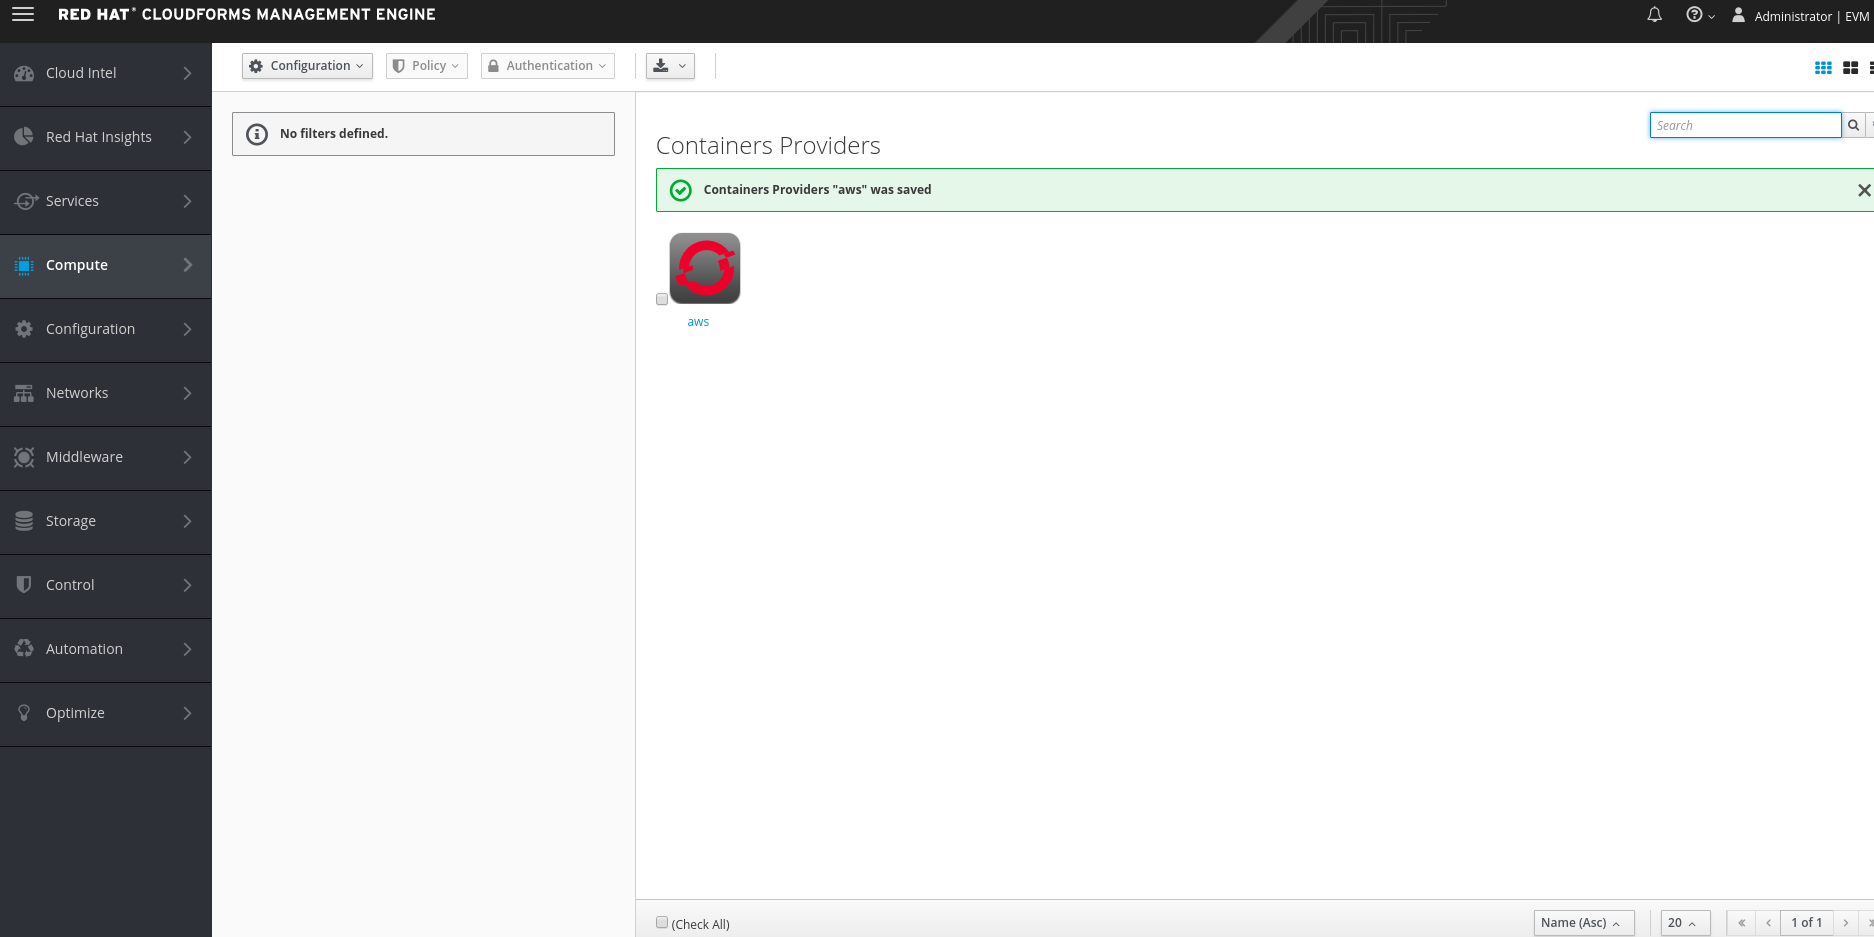 RED HAT® CLOUDFORMS MANAGEMENT ENGINE
Administrator | EVM
Cloud Intel
Red Hat Insights
Services
Compute
Configuration
Networks
Middleware
Storage
Control
Automation
Optimize
Configuration
Policy
Authentication
No filters defined.
Search
Containers Providers
Containers Providers "aws" was saved
aws
(Check All)
Name (Asc)
20
1 of 1